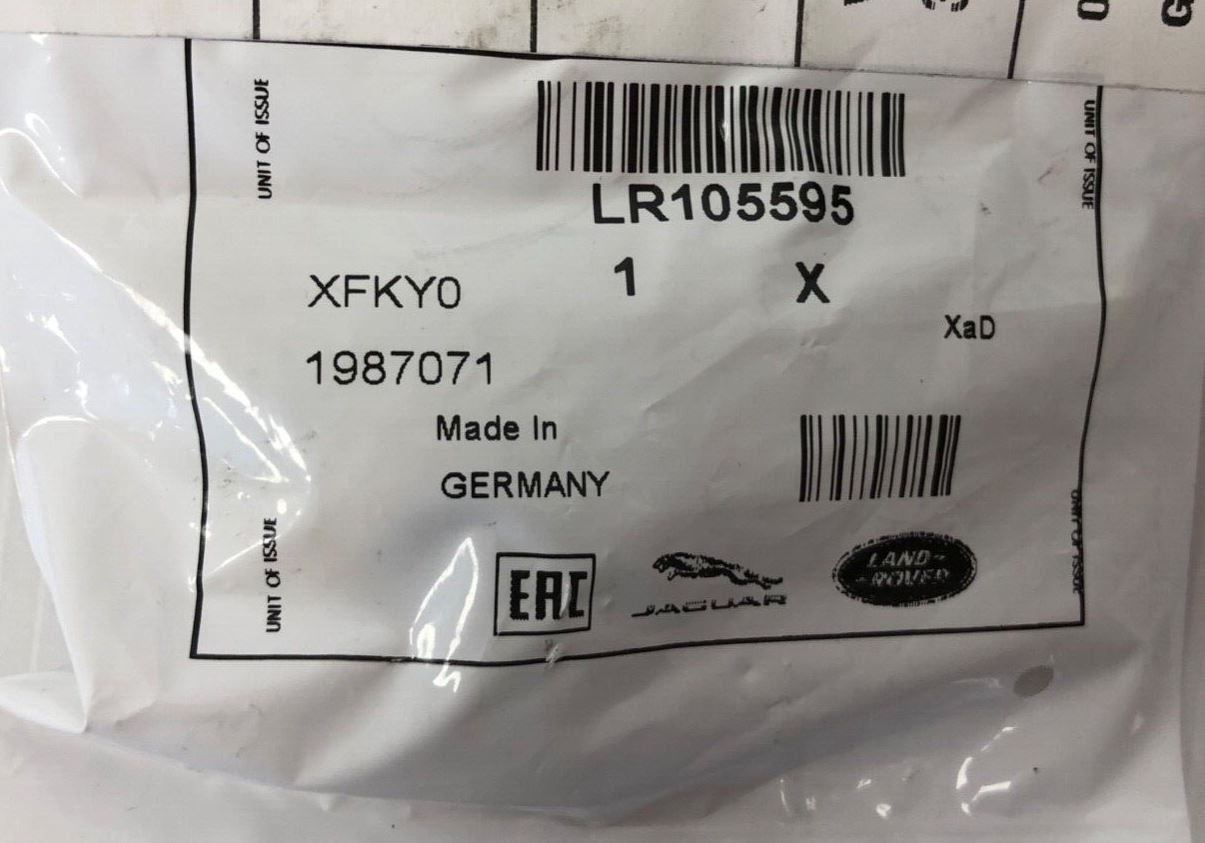 UNIT OF ISSUE
UNIT OF ISSUE
LR105595
XFKY0 1 X
XaD
1987071
Made In
GERMANY
UNIT OF ISSUE
UNIT OF ISSUE
EAC
JAGUAR
LAND-
-ROVER